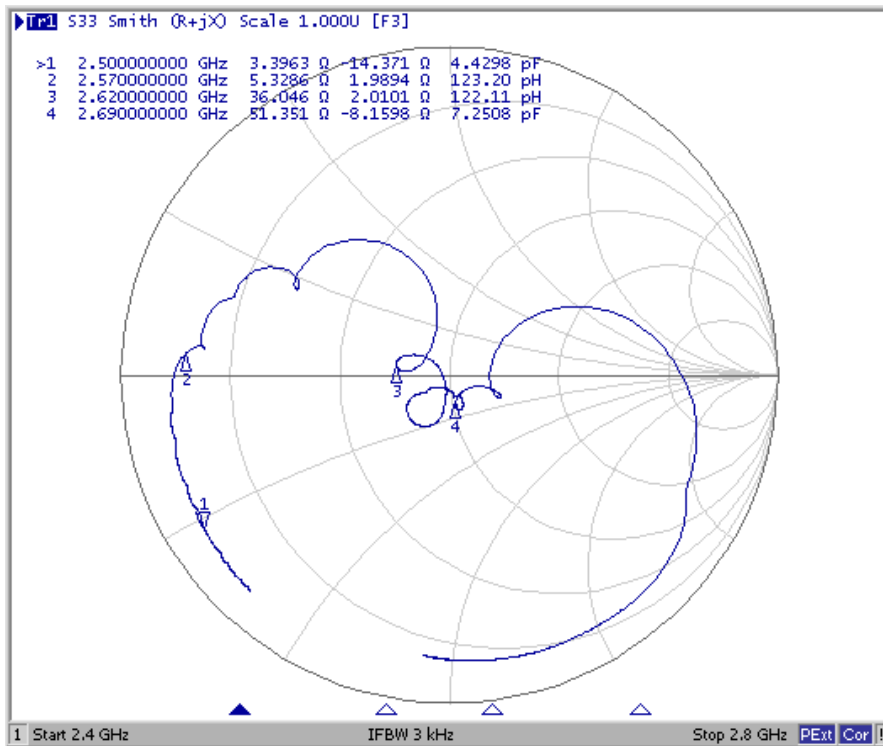 Tr1 S33 Smith (R+jX) Scale 1.000U [F3]
>1 2.500000000 GHz 3.3963 Ω -14.371 Ω 4.4298 pF
2 2.570000000 GHz 5.3286 Ω 1.9894 Ω 123.20 pH
3 2.620000000 GHz 36.046 Ω 2.0101 Ω 122.11 pH
4 2.690000000 GHz 51.351 Ω -8.1598 Ω 7.2508 pF
2
3
4
1
1 Start 2.4 GHz IFBW 3 kHz Stop 2.8 GHz PExt Cor !